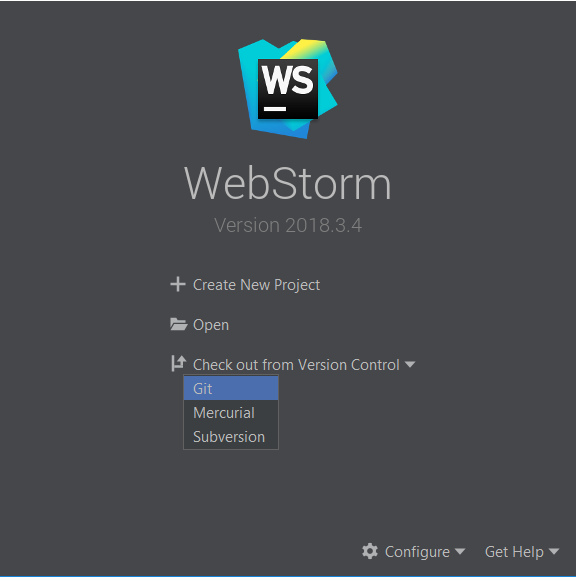 WS
WebStorm
Version 2018.3.4
Create New Project
Open
Check out from Version Control
Git
Mercurial
Subversion
Configure
Get Help